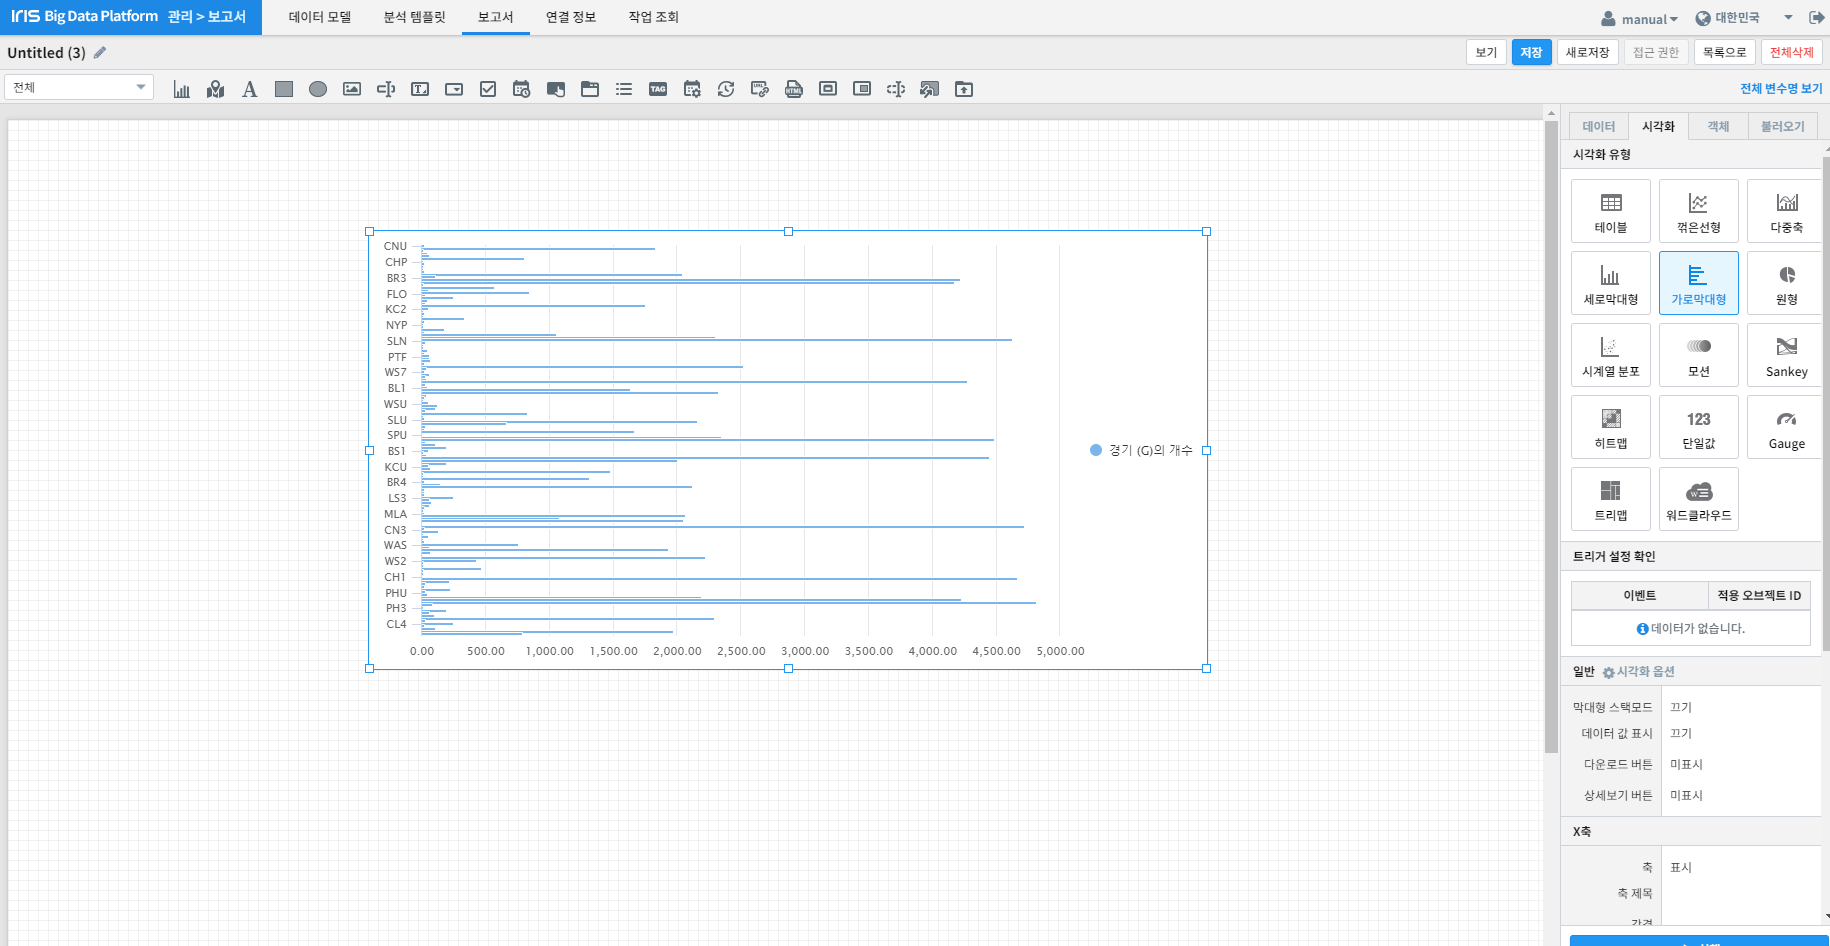 IRIS Big Data Platform 관리 > 보고서
데이터 모델 분석 템플릿 보고서 연결 정보 작업 조회
manual 대한민국
Untitled (3)
보기 저장 새로저장 접근 권한 목록으로 전체삭제
전체
TAG
HTML
전체 변수명 보기
데이터 시각화 객체 불러오기
시각화 유형
테이블 꺾은선형 다중축
세로막대형 가로막대형 원형
시계열 분포 모션 Sankey
123
히트맵 단일값 Gauge
W
트리맵 워드클라우드
트리거 설정 확인
이벤트 적용 오브젝트 ID
데이터가 없습니다.
일반 시각화 옵션
막대형 스택모드 끄기
데이터 값 표시 끄기
다운로드 버튼 미표시
상세보기 버튼 미표시
X축
축 표시
축 제목
CNU
CHP
BR3
FLO
KC2
NYP
SLN
PTF
WS7
BL1
WSU
SLU
SPU
BS1
KCU
BR4
LS3
MLA
CN3
WAS
WS2
CH1
PHU
PH3
CL4
0.00 500.00 1,000.00 1,500.00 2,000.00 2,500.00 3,000.00 3,500.00 4,000.00 4,500.00 5,000.00
경기 (G)의 개수